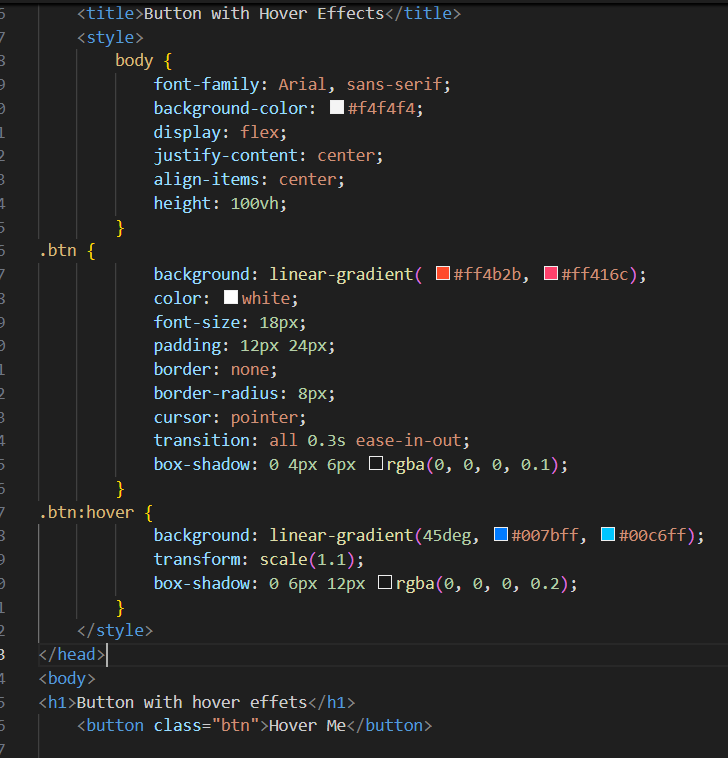 <title>Button with Hover Effects</title>
<style>
body {
font-family: Arial, sans-serif;
background-color: #f4f4f4;
display: flex;
justify-content: center;
align-items: center;
height: 100vh;
}
.btn {
background: linear-gradient( #ff4b2b, #ff416c);
color: white;
font-size: 18px;
padding: 12px 24px;
border: none;
border-radius: 8px;
cursor: pointer;
transition: all 0.3s ease-in-out;
box-shadow: 0 4px 6px rgba(0, 0, 0, 0.1);
}
.btn:hover {
background: linear-gradient(45deg, #007bff, #00c6ff);
transform: scale(1.1);
box-shadow: 0 6px 12px rgba(0, 0, 0, 0.2);
}
</style>
</head>
<body>
<h1>Button with hover effets</h1>
<button class="btn">Hover Me</button>